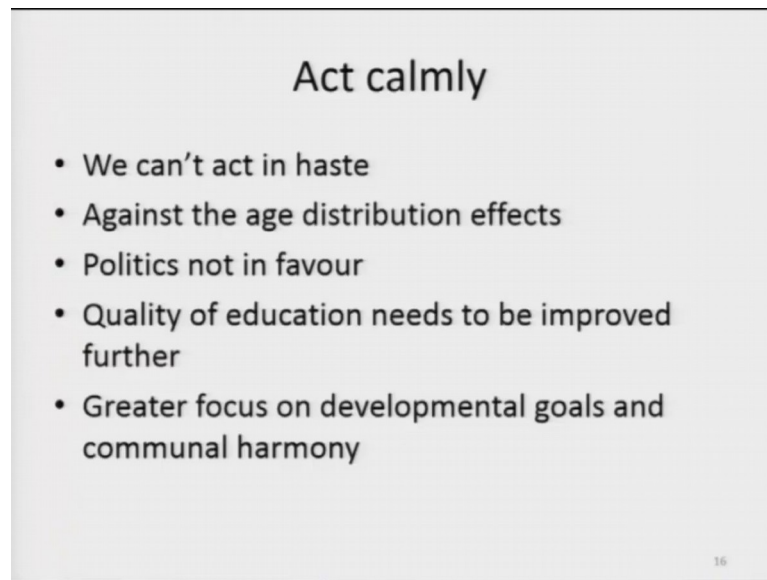 Act calmly
• We can't act in haste
• Against the age distribution effects
• Politics not in favour
• Quality of education needs to be improved
further
• Greater focus on developmental goals and
communal harmony
16